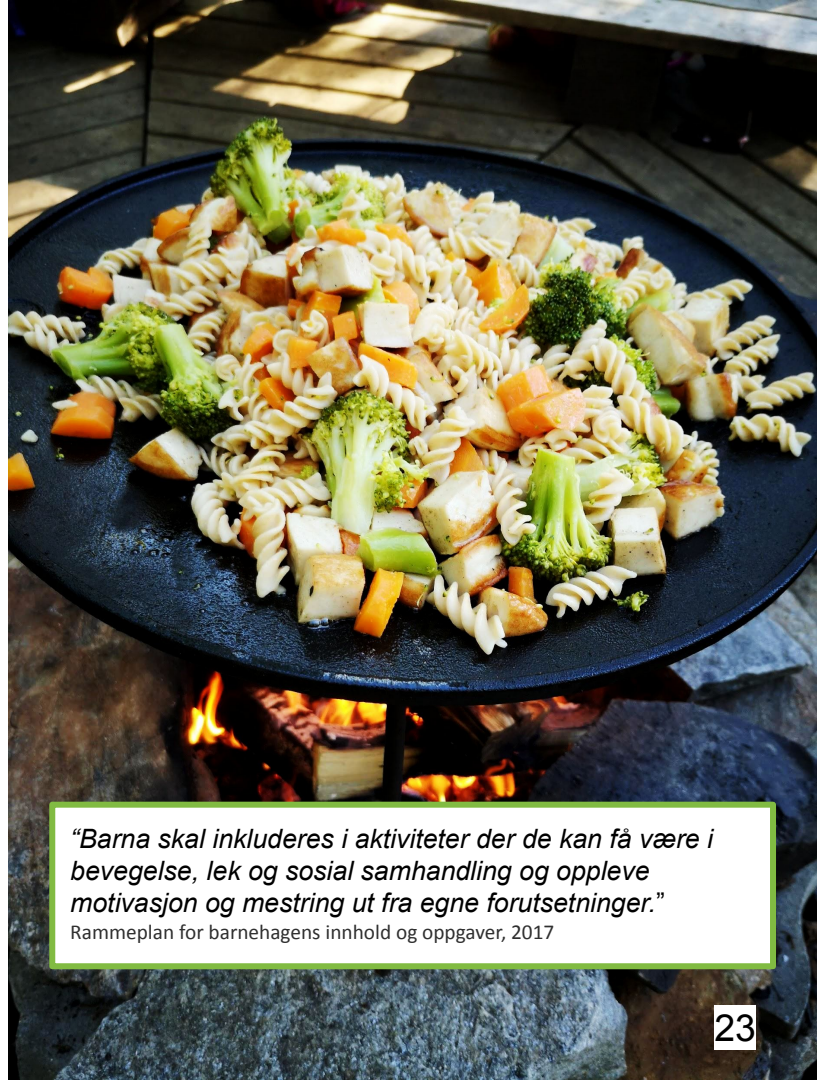 “Barna skal inkluderes i aktiviteter der de kan få være i
bevegelse, lek og sosial samhandling og oppleve
motivasjon og mestring ut fra egne forutsetninger.”
Rammeplan for barnehagens innhold og oppgaver, 2017
23